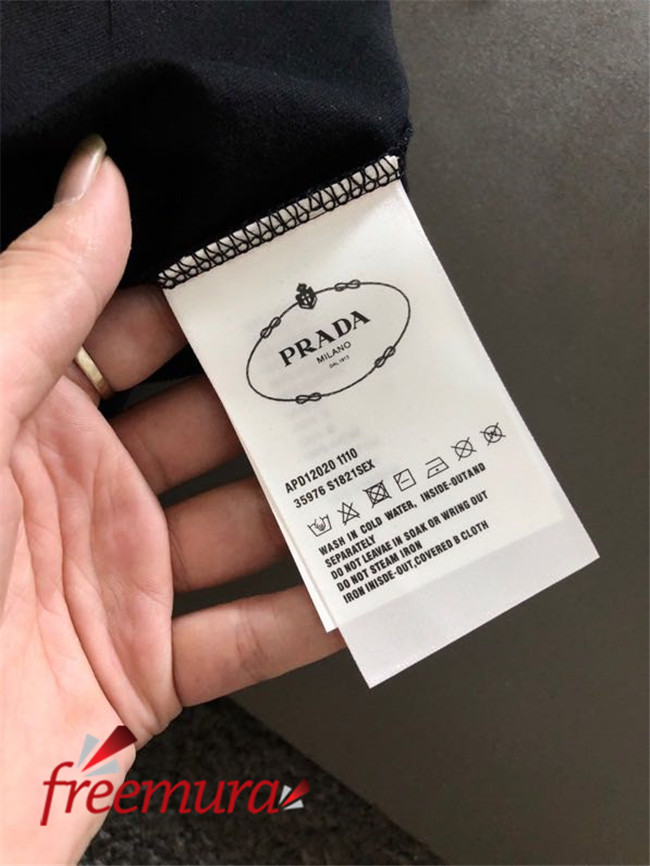 PRADA
MILANO
DAL 1913
APD12020 1110
35976 S1821SEX
WASH IN COLD WATER, INSIDE-OUTAND
SEPARATELY
DO NOT LEAVAE IN SOAK OR WRING OUT
DO NOT STEAM IRON
IRON INISDE-OUT,COVERED B CLOTH
freemura